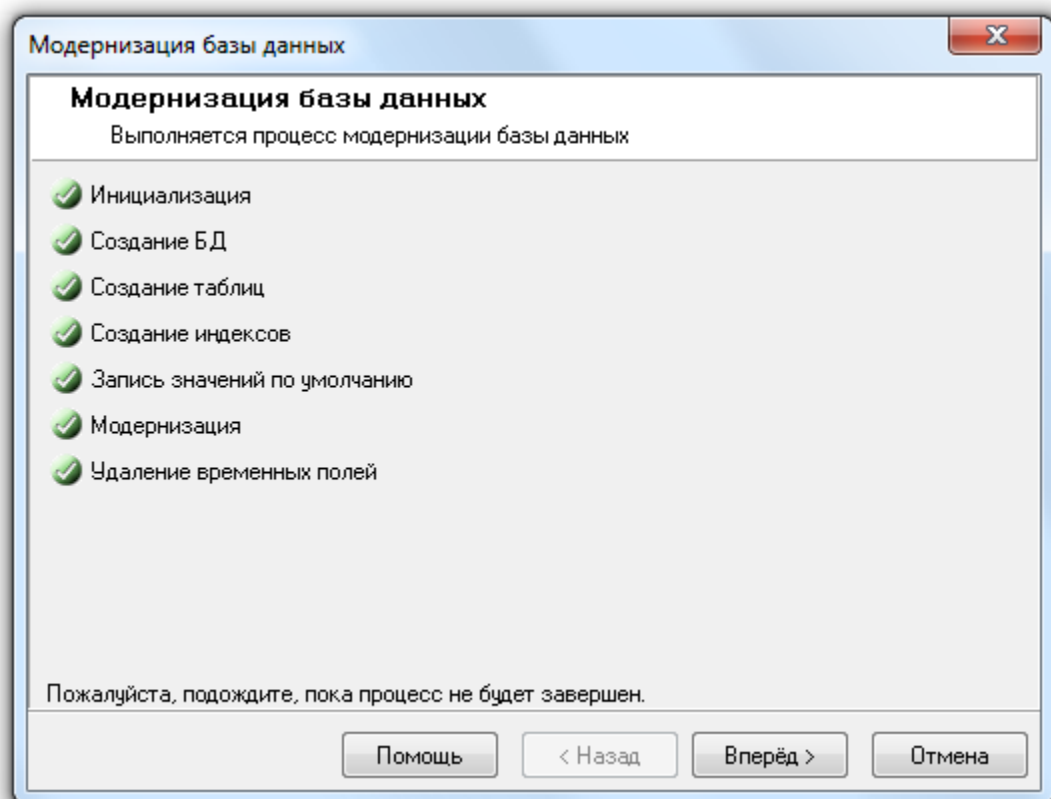 Модернизация базы данных
Модернизация базы данных
Выполняется процесс модернизации базы данных
Инициализация
Создание БД
Создание таблиц
Создание индексов
Запись значений по умолчанию
Модернизация
Удаление временных полей
Пожалуйста, подождите, пока процесс не будет завершен.
Помощь < Назад Вперёд > Отмена